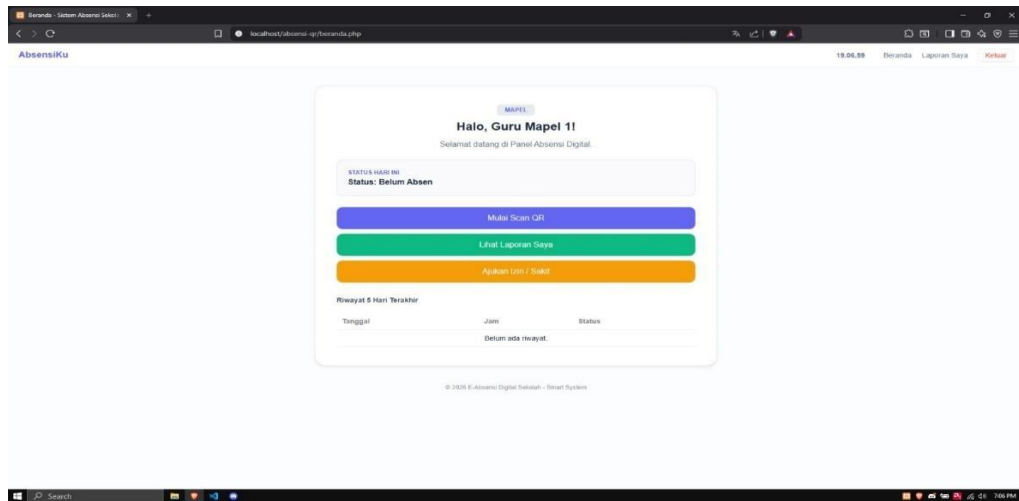 Beranda - Sistem Absensi Sekol
localhost/absensi-qr/beranda.php
AbsensiKu
19.06.59 Beranda Laporan Saya Keluar
MAPEL
Halo, Guru Mapel 1!
Selamat datang di Panel Absensi Digital.
STATUS HARI INI
Status: Belum Absen
Mulai Scan QR
Lihat Laporan Saya
Ajukan Izin / Sakit
Riwayat 5 Hari Terakhir
Tanggal Jam Status
Belum ada riwayat.
© 2026 E-Absensi Digital Sekolah - Smart System
Search
7:06 PM